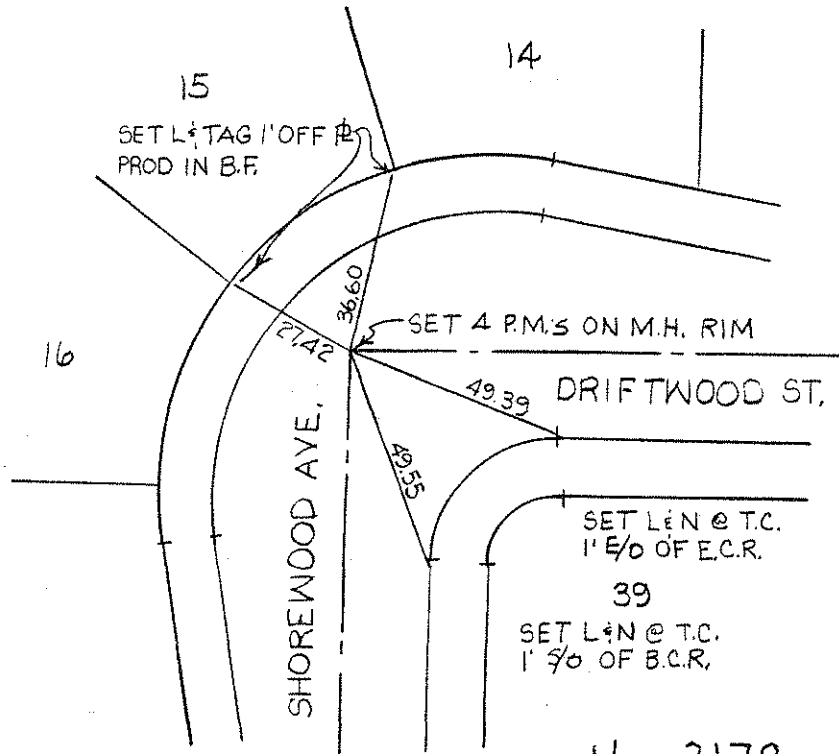 14
15
SET L&TAG 1' OFF ℄
PROD IN B.F.
36.60
27.42
SET 4 P.M.'S ON M.H. RIM
16
49.39
DRIFTWOOD ST.
49.55
SHOREWOOD AVE.
SET L&N @ T.C.
1' E/O OF E.C.R.
39
SET L&N @ T.C.
1' S/O OF B.C.R.